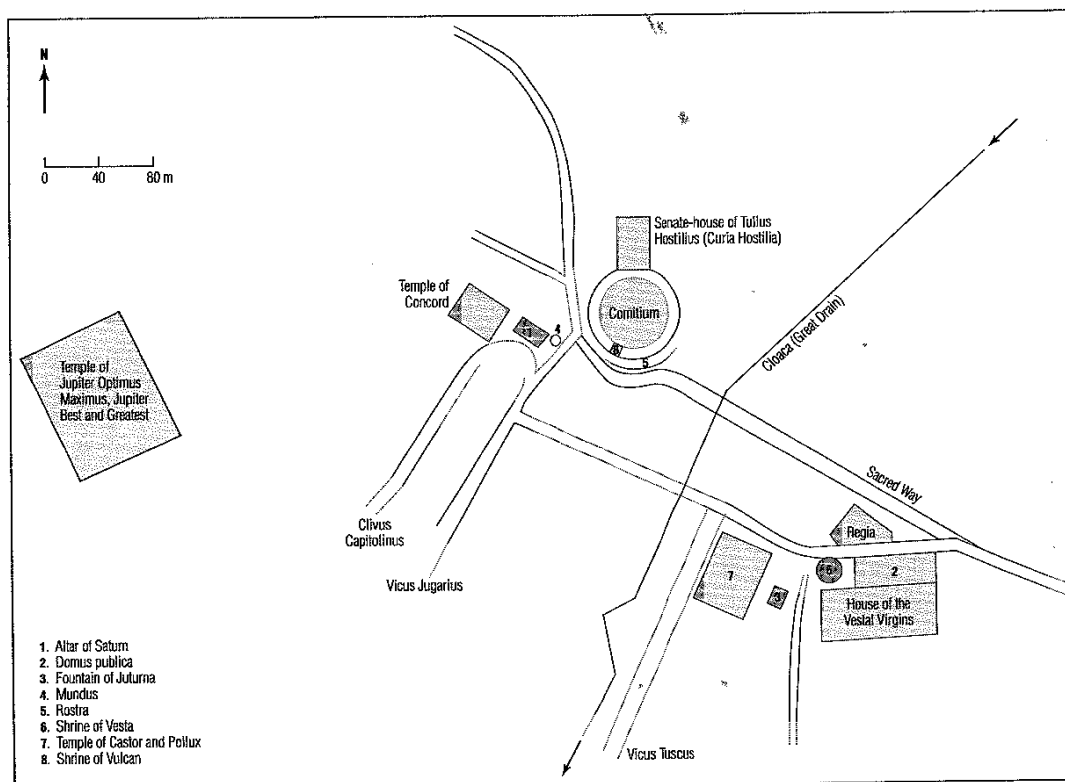 N
0 40 80 m
Senate-house of Tullus
Hostilius (Curia Hostilia)
Temple of
Concord
1
4
Comitium
8
5
Cloaca (Great Drain)
Temple of
Jupiter Optimus
Maximus, Jupiter
Best and Greatest
Sacred Way
Clivus
Capitolinus
Regia
Vicus Jugarius
7
6
2
3
House of the
Vestal Virgins
Vicus Tuscus
1. Altar of Saturn
2. Domus publica
3. Fountain of Juturna
4. Mundus
5. Rostra
6. Shrine of Vesta
7. Temple of Castor and Pollux
8. Shrine of Vulcan